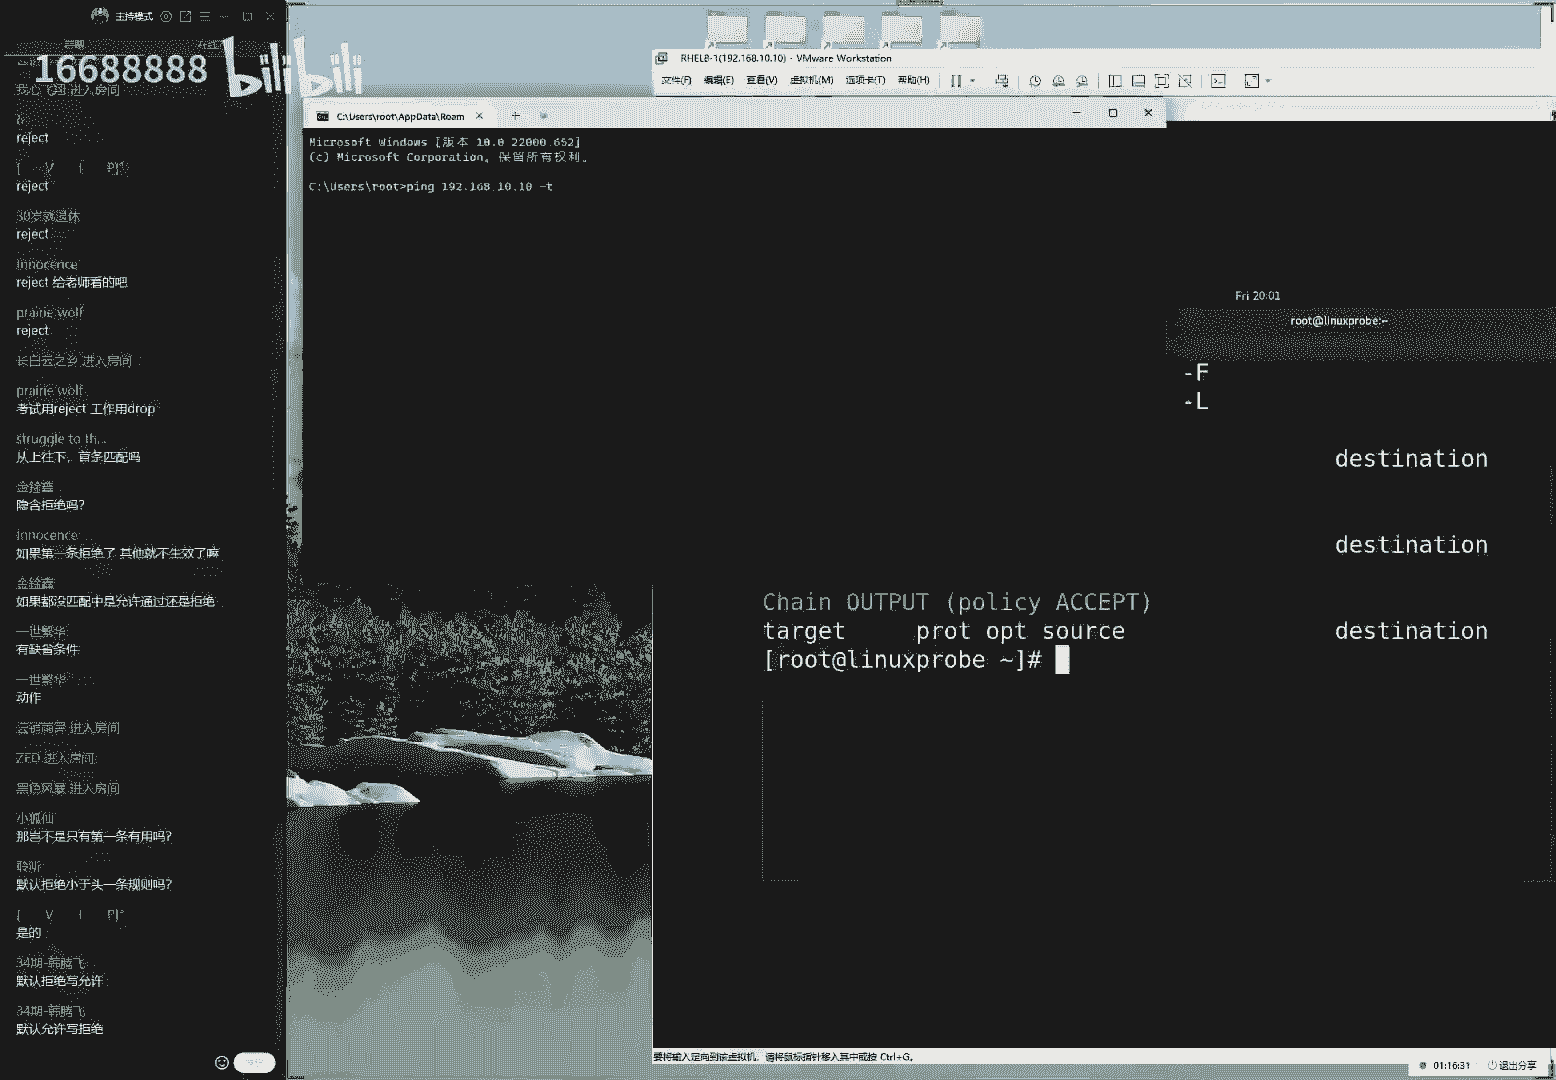 主持模式
16688888 bilibili
进入房间
reject
reject
30岁就退休
reject
Innocence
reject 给老师看的吧
prairie wolf
reject
长白云之乡 进入房间
prairie wolf
考试用reject 工作用drop
struggle to th...
从上往下，首条匹配吗
隐含拒绝吗?
Innocence
如果第一条拒绝了 其他就不生效了嘛
如果都没匹配中是允许通过还是拒绝
一世繁华
有缺省条件
一世繁华
动作
进入房间
ZED 进入房间
黑色风暴 进入房间
小狐仙
那岂不是只有第一条有用吗?
聆听
默认拒绝小于头一条规则吗?
是的
34期-韩腾飞
默认拒绝写允许
34期-韩腾飞
默认允许写拒绝
RHEL8-1(192.168.10.10) - VMware Workstation
文件(F) 编辑(E) 查看(V) 虚拟机(M) 选项卡(T) 帮助(H)
C:\Users\root\AppData\Roam
Microsoft Windows [版本 10.0.22000.652]
(c) Microsoft Corporation。保留所有权利。
C:\Users\root>ping 192.168.10.10 -t
Fri 20:01
root@linuxprobe:~
-F
-L
destination
destination
Chain OUTPUT (policy ACCEPT)
target prot opt source destination
[root@linuxprobe ~]#
要将输入定向到该虚拟机，请将鼠标指针移入其中或按 Ctrl+G。
01:16:31 退出分享